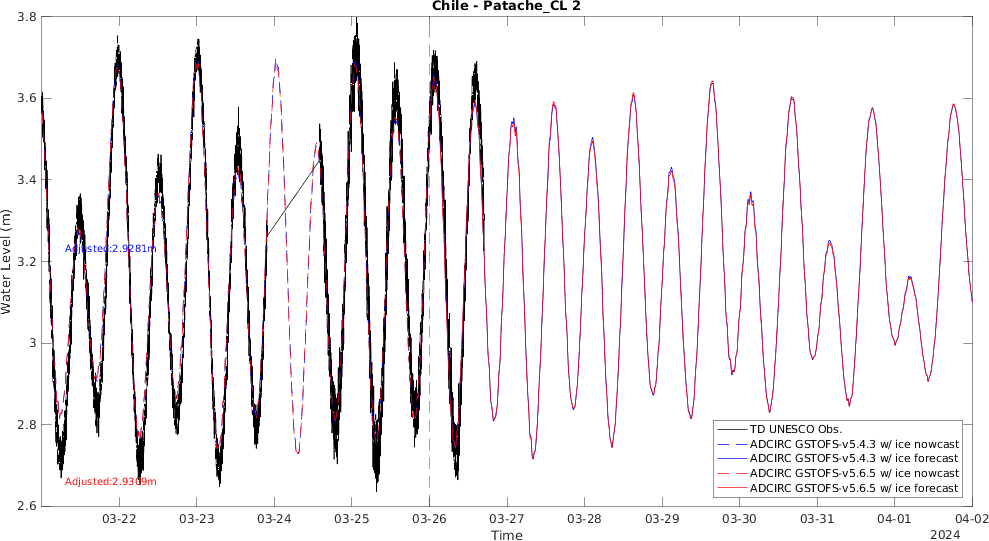 Chile - Patache_CL 2
Water Level (m)
3.8
3.6
3.4
3.2
3
2.8
2.6
Adjusted:2.9281m
Adjusted:2.9309m
TD UNESCO Obs.
ADCIRC GSTOFS-v5.4.3 w/ ice nowcast
ADCIRC GSTOFS-v5.4.3 w/ ice forecast
ADCIRC GSTOFS-v5.6.5 w/ ice nowcast
ADCIRC GSTOFS-v5.6.5 w/ ice forecast
03-22 03-23 03-24 03-25 03-26 03-27 03-28 03-29 03-30 03-31 04-01 04-02
Time
2024